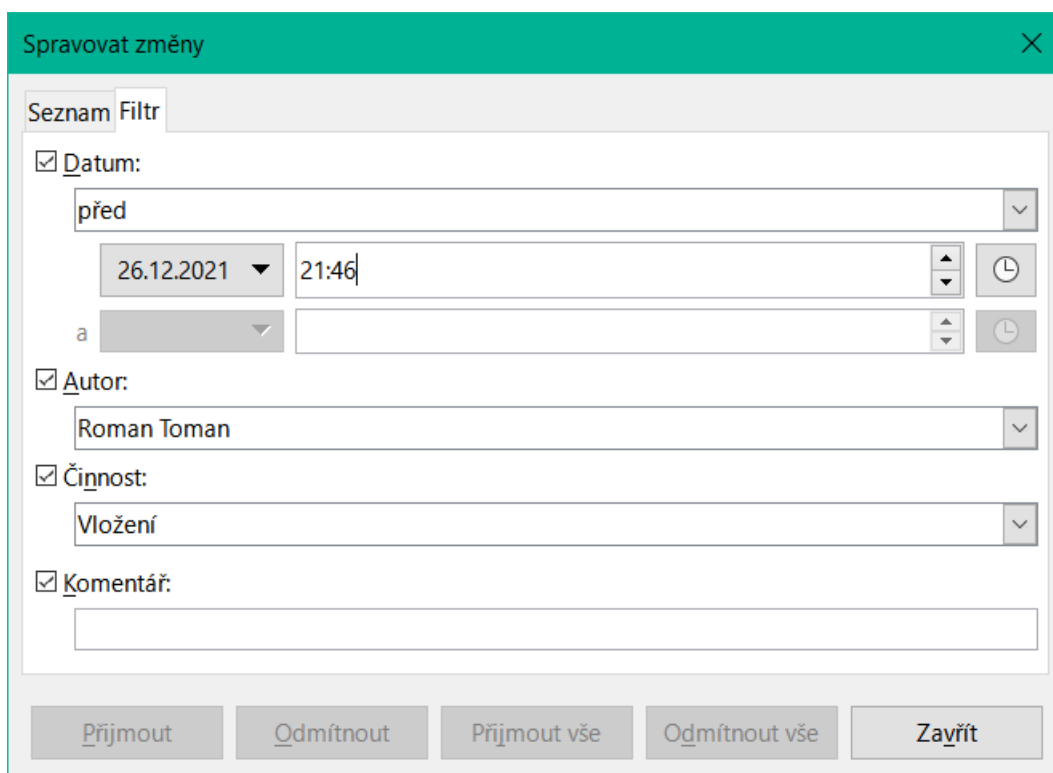 Spravovat změny
Seznam Filtr
Datum:
před
26.12.2021 21:46
a
Autor:
Roman Toman
Činnost:
Vložení
Komentář:
Přijmout Odmítnout Přijmout vše Odmítnout vše Zavřít